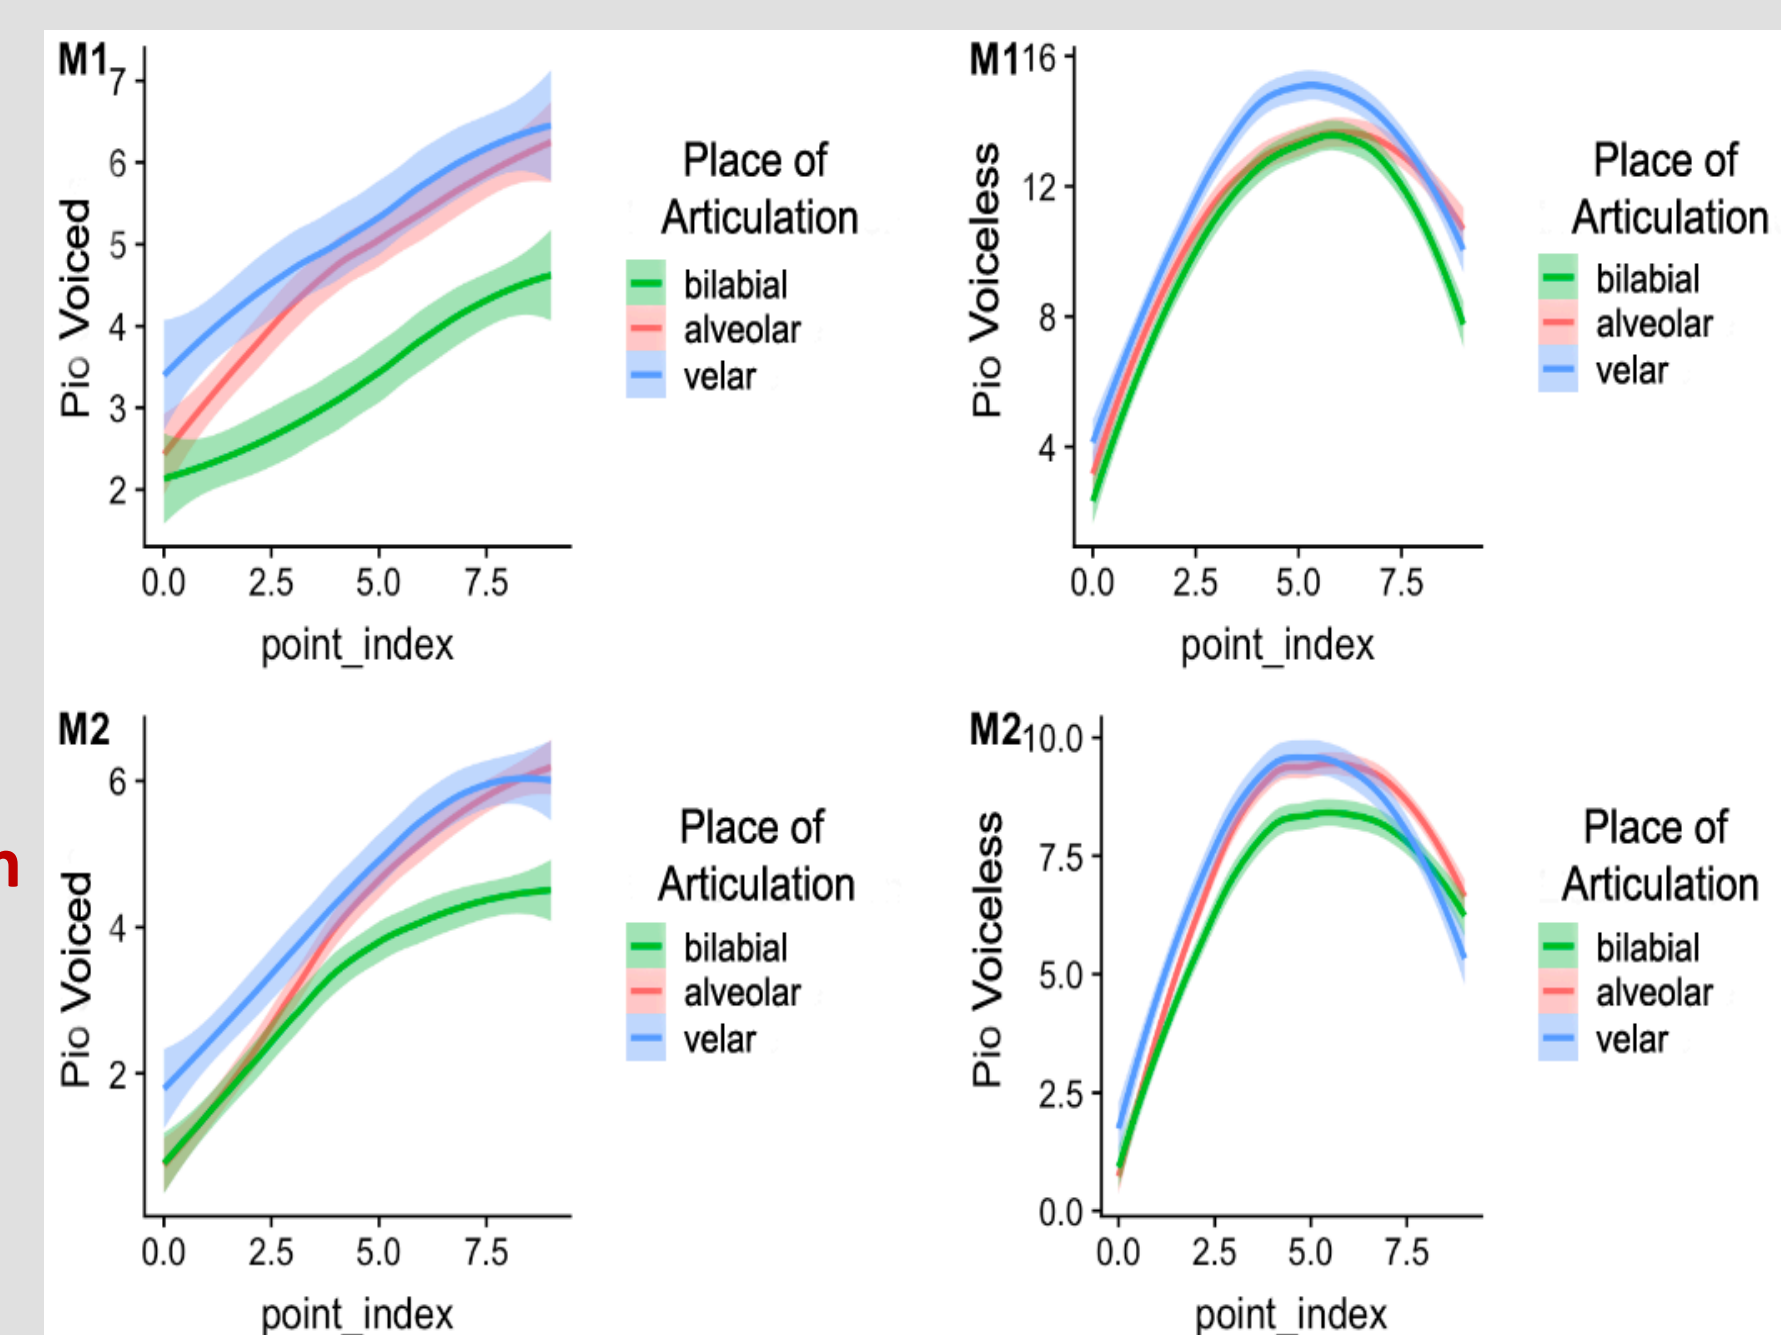 M1
7
6
5
4
3
2
Pio Voiced
0.0 2.5 5.0 7.5
point_index
Place of
Articulation
bilabial
alveolar
velar
M1
16
12
8
4
Pio Voiceless
0.0 2.5 5.0 7.5
point_index
Place of
Articulation
bilabial
alveolar
velar
M2
6
4
2
Pio Voiced
0.0 2.5 5.0 7.5
point_index
Place of
Articulation
bilabial
alveolar
velar
M2
10.0
7.5
5.0
2.5
0.0
Pio Voiceless
0.0 2.5 5.0 7.5
point_index
Place of
Articulation
bilabial
alveolar
velar